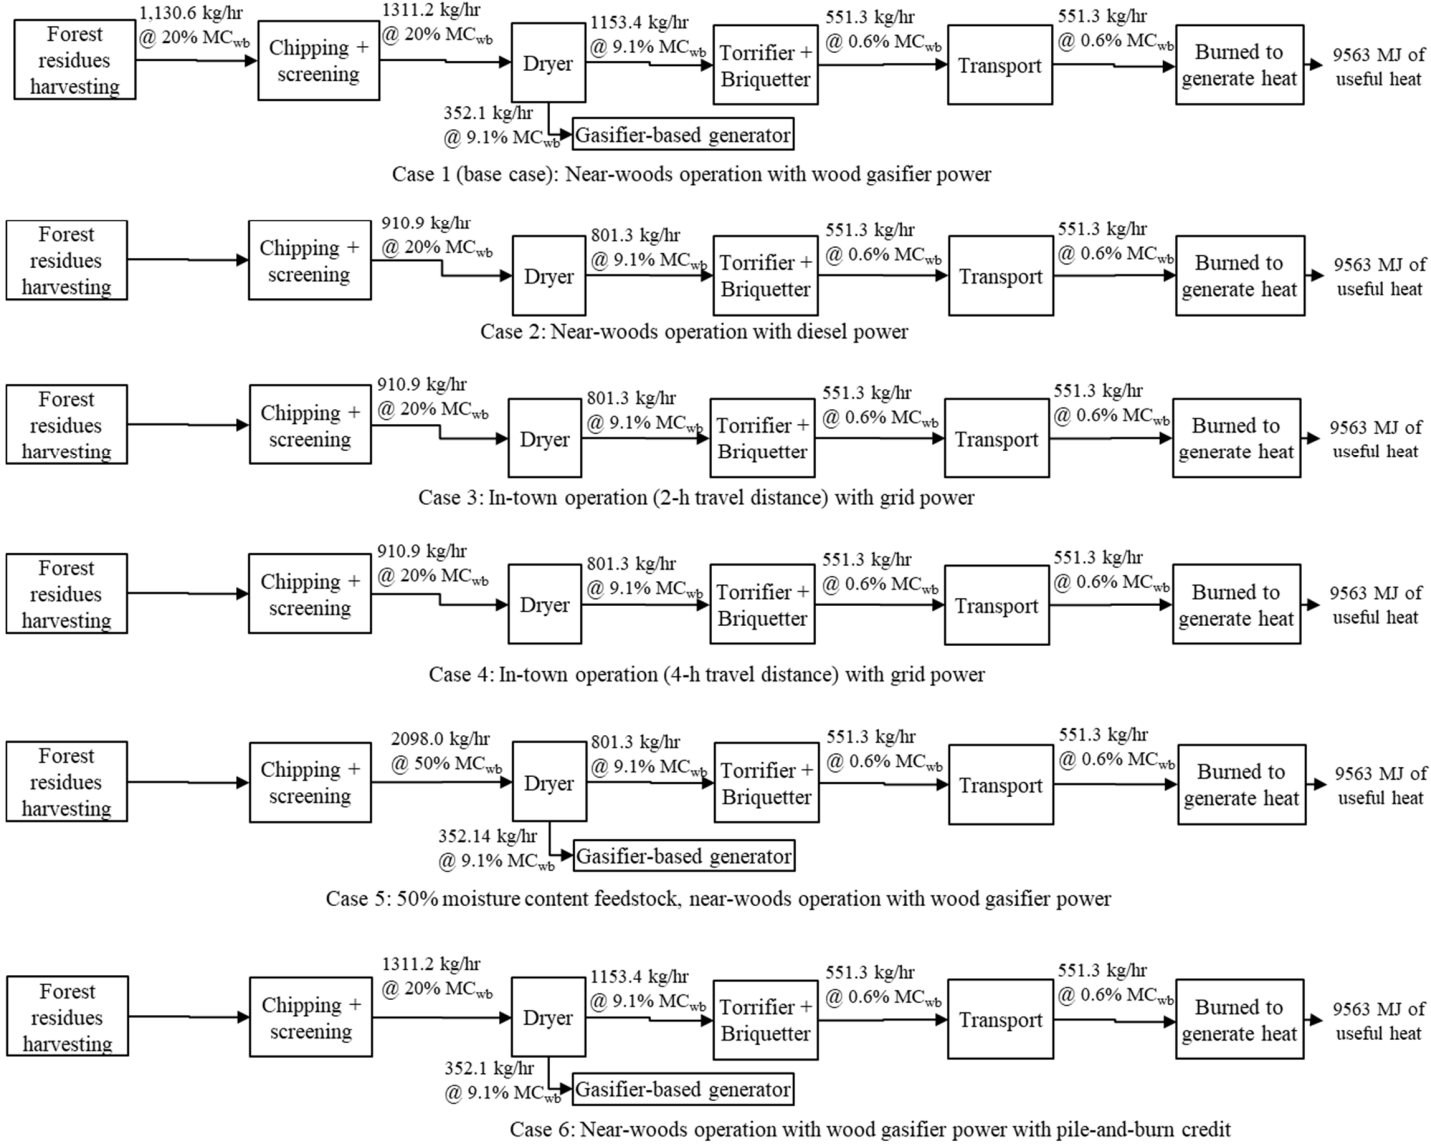 Forest
residues
harvesting
1,130.6 kg/hr
@ 20% MCwb
Chipping +
screening
1311.2 kg/hr
@ 20% MCwb
Dryer
1153.4 kg/hr
@ 9.1% MCwb
Torrifier +
Briquetter
551.3 kg/hr
@ 0.6% MCwb
Transport
551.3 kg/hr
@ 0.6% MCwb
Burned to
generate heat
9563 MJ of
useful heat
352.1 kg/hr
@ 9.1% MCwb
Gasifier-based generator
Case 1 (base case): Near-woods operation with wood gasifier power
Forest
residues
harvesting
Chipping +
screening
910.9 kg/hr
@ 20% MCwb
Dryer
801.3 kg/hr
@ 9.1% MCwb
Torrifier +
Briquetter
551.3 kg/hr
@ 0.6% MCwb
Transport
551.3 kg/hr
@ 0.6% MCwb
Burned to
generate heat
9563 MJ of
useful heat
Case 2: Near-woods operation with diesel power
Forest
residues
harvesting
Chipping +
screening
910.9 kg/hr
@ 20% MCwb
Dryer
801.3 kg/hr
@ 9.1% MCwb
Torrifier +
Briquetter
551.3 kg/hr
@ 0.6% MCwb
Transport
551.3 kg/hr
@ 0.6% MCwb
Burned to
generate heat
9563 MJ of
useful heat
Case 3: In-town operation (2-h travel distance) with grid power
Forest
residues
harvesting
Chipping +
screening
910.9 kg/hr
@ 20% MCwb
Dryer
801.3 kg/hr
@ 9.1% MCwb
Torrifier +
Briquetter
551.3 kg/hr
@ 0.6% MCwb
Transport
551.3 kg/hr
@ 0.6% MCwb
Burned to
generate heat
9563 MJ of
useful heat
Case 4: In-town operation (4-h travel distance) with grid power
Forest
residues
harvesting
Chipping +
screening
2098.0 kg/hr
@ 50% MCwb
Dryer
801.3 kg/hr
@ 9.1% MCwb
Torrifier +
Briquetter
551.3 kg/hr
@ 0.6% MCwb
Transport
551.3 kg/hr
@ 0.6% MCwb
Burned to
generate heat
9563 MJ of
useful heat
352.14 kg/hr
@ 9.1% MCwb
Gasifier-based generator
Case 5: 50% moisture content feedstock, near-woods operation with wood gasifier power
Forest
residues
harvesting
Chipping +
screening
1311.2 kg/hr
@ 20% MCwb
Dryer
1153.4 kg/hr
@ 9.1% MCwb
Torrifier +
Briquetter
551.3 kg/hr
@ 0.6% MCwb
Transport
551.3 kg/hr
@ 0.6% MCwb
Burned to
generate heat
9563 MJ of
useful heat
352.1 kg/hr
@ 9.1% MCwb
Gasifier-based generator
Case 6: Near-woods operation with wood gasifier power with pile-and-burn credit